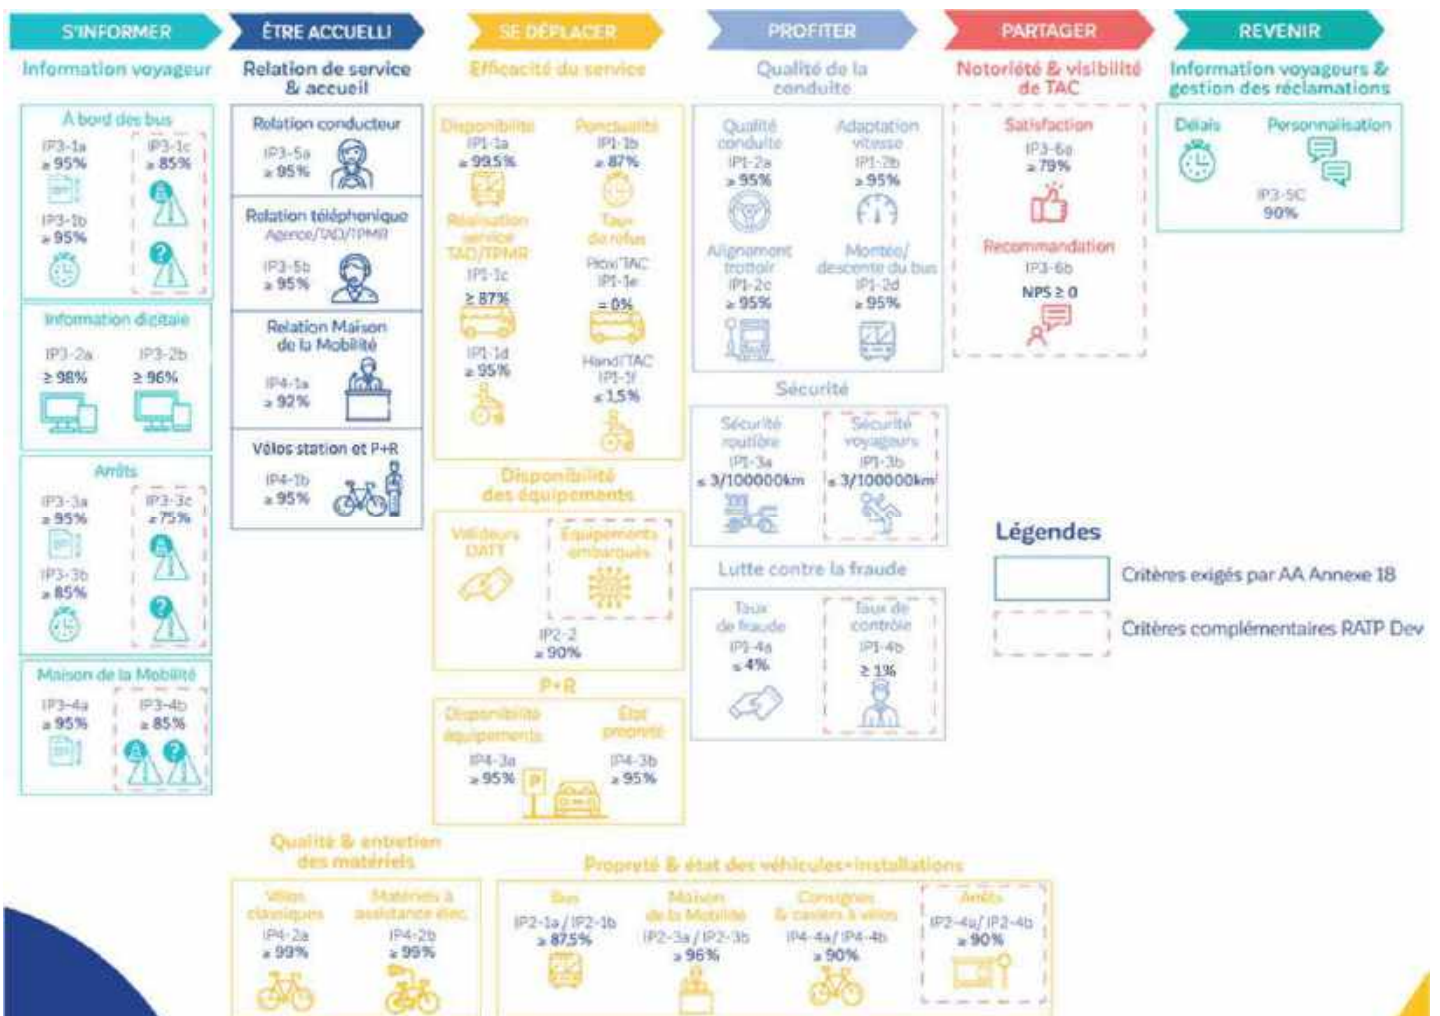 S'INFORMER
ÊTRE ACCUEILLI
SE DÉPLACER
PROFITER
PARTAGER
REVENIR
Information voyageur
À bord des bus
IP3-1a
≥ 95%
IP3-1c
≥ 85%
IP3-1b
≥ 95%
Information digitale
IP3-2a
≥ 98%
IP3-2b
≥ 96%
Arrêts
IP3-3a
≥ 95%
IP3-3c
≥ 75%
IP3-3b
≥ 85%
Maison de la Mobilité
IP3-4a
≥ 95%
IP3-4b
≥ 85%
Relation de service
& accueil
Relation conducteur
IP3-5a
≥ 95%
Relation téléphonique
Agence/TAD/TPMR
IP3-5b
≥ 95%
Relation Maison
de la Mobilité
IP4-1a
≥ 92%
Vélos station et P+R
IP4-1b
≥ 95%
Efficacité du service
Disponibilité
IP1-1a
≥ 99,5%
Ponctualité
IP1-1b
≥ 87%
Réalisation
service
TAD/TPMR
IP1-1c
≥ 87%
Taux
de refus
Proxi'TAC
IP1-1e
= 0%
IP1-1d
≥ 95%
Handi'TAC
IP1-1f
≤ 1,5%
Disponibilité
des équipements
Valideurs
DATT
Équipements
embarqués
IP2-2
≥ 90%
P+R
Disponibilité
équipements
IP4-3a
≥ 95%
P
État
propreté
IP4-3b
≥ 95%
Qualité de la
conduite
Qualité
conduite
IP1-2a
≥ 95%
Adaptation
vitesse
IP1-2b
≥ 95%
Alignement
trottoir
IP1-2c
≥ 95%
Montée/
descente du bus
IP1-2d
≥ 95%
Sécurité
Sécurité
routière
IP1-3a
≤ 3/100000km
Sécurité
voyageurs
IP1-3b
≤ 3/100000km
Lutte contre la fraude
Taux
de fraude
IP1-4a
≤ 4%
Taux de
contrôle
IP1-4b
≥ 1%
Notoriété & visibilité
de TAC
Satisfaction
IP3-6a
≥ 79%
Recommandation
IP3-6b
NPS ≥ 0
Information voyageurs &
gestion des réclamations
Délais
Personnalisation
IP3-5C
90%
Légendes
Critères exigés par AA Annexe 18
Critères complémentaires RATP Dev
Qualité & entretien
des matériels
Vélos
classiques
IP4-2a
≥ 99%
Matériels à
assistance élec.
IP4-2b
≥ 99%
Propreté & état des véhicules+installations
Bus
IP2-1a / IP2-1b
≥ 87,5%
Maison
de la Mobilité
IP2-3a / IP2-3b
≥ 96%
Consignes
& casiers à vélos
IP4-4a/ IP4-4b
≥ 90%
Arrêts
IP2-4a/ IP2-4b
≥ 90%